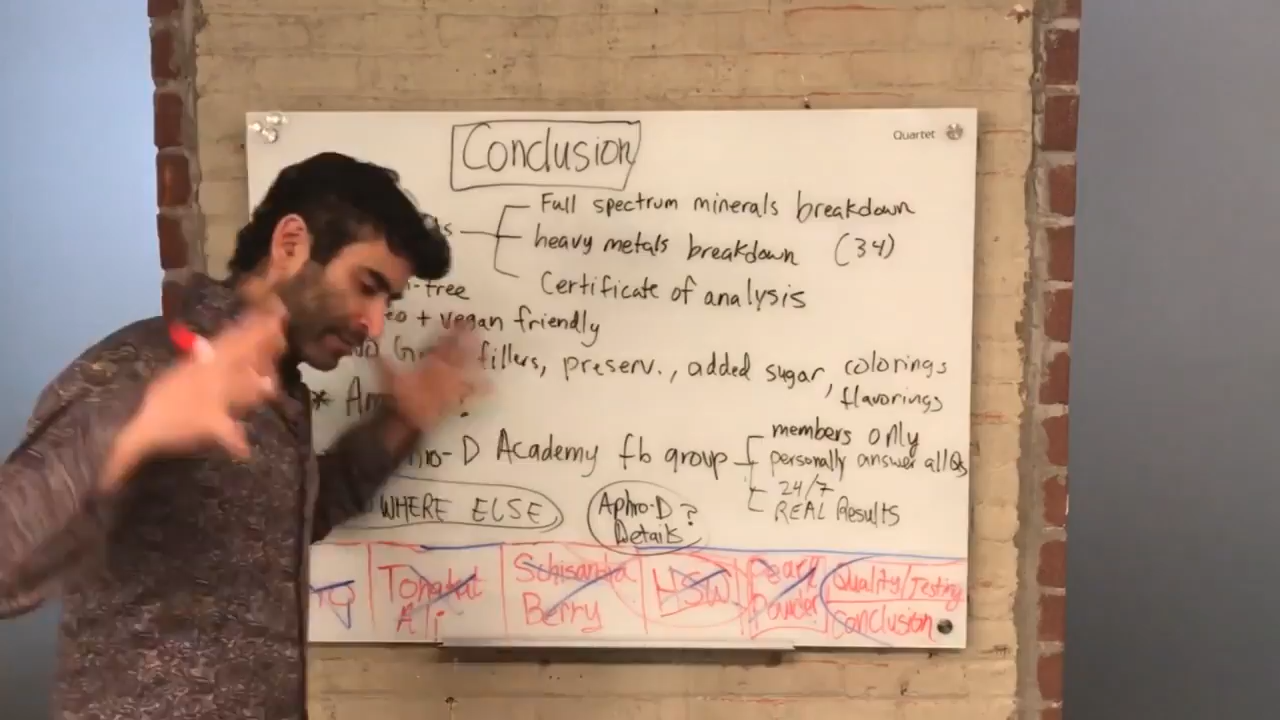 Quartet
Conclusion
Full spectrum minerals breakdown
heavy metals breakdown (34)
Certificate of analysis
-free
+ vegan friendly
fillers, preserv., added sugar, colorings
flavorings
members only
-D Academy fb group
personally answer all Qs
24/7
REAL Results
WHERE ELSE
Aphro-D ?
Details
Tongkat
Ali
Schisandra
Berry
HSW
Pearl
Powder
Quality/Testing
Conclusion